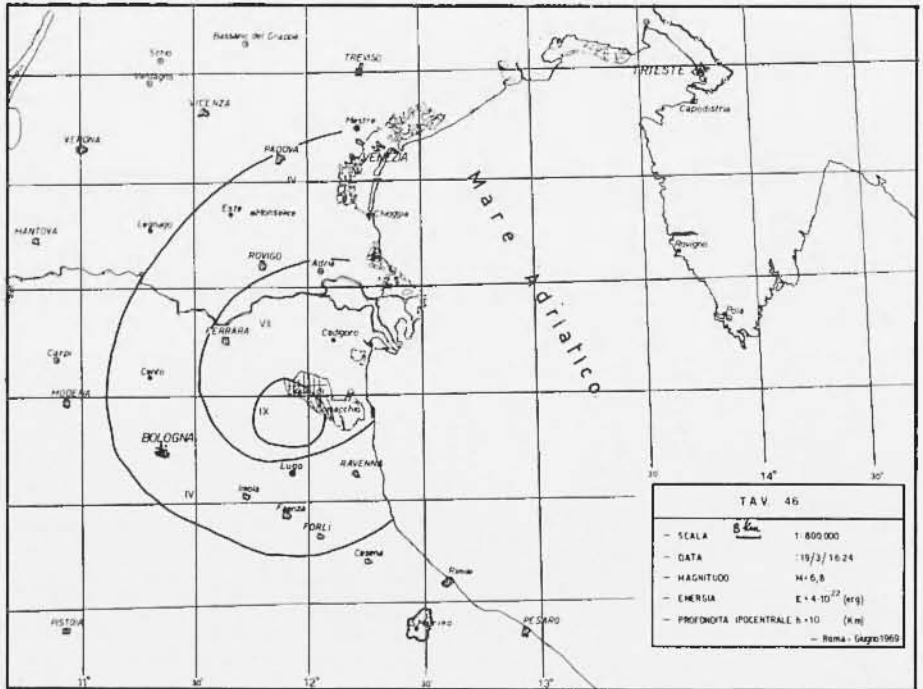 Bassano del Grappa
Schio
TREVISO
TRIESTE
Capodistria
VICENZA
Mestre
VERONA
PADOVA
VENEZIA
IV
Mare
Adriatico
Este
Monselice
Chioggia
Legnago
MANTOVA
ROVIGO
Adria
Rovigno
Pola
VII
FERRARA
Codigoro
Carpi
Cento
MODENA
Comacchio
IX
BOLOGNA
Lugo
RAVENNA
IV
Imola
Faenza
FORLI
Cesena
Rimini
PISTOIA
PESARO
11°
30'
12°
30'
13°
30'
14°
30'
TAV. 46
8 Km
- SCALA 1:800.000
- DATA :19/3/1624
- MAGNITUDO M=6,8
- ENERGIA E=4·10²² (erg)
- PROFONDITA IPOCENTRALE h=10 (Km)
- Roma - Giugno 1969